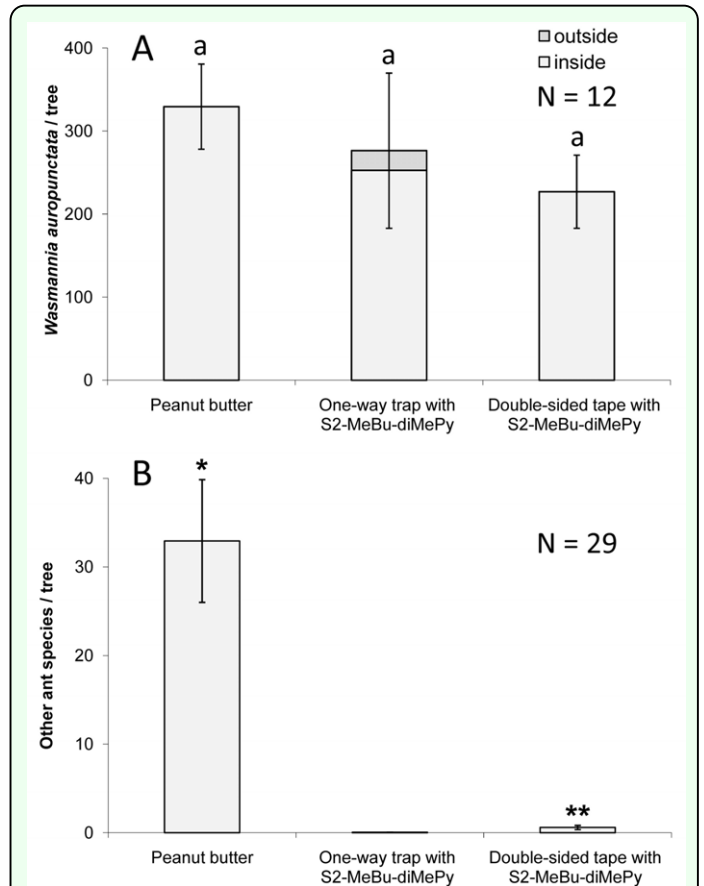 A
a
a
a
outside
inside
N = 12
Wasmannia auropunctata / tree
400
300
200
100
0
Peanut butter
One-way trap with
S2-MeBu-diMePy
Double-sided tape with
S2-MeBu-diMePy
B
*
**
N = 29
Other ant species / tree
40
30
20
10
0
Peanut butter
One-way trap with
S2-MeBu-diMePy
Double-sided tape with
S2-MeBu-diMePy